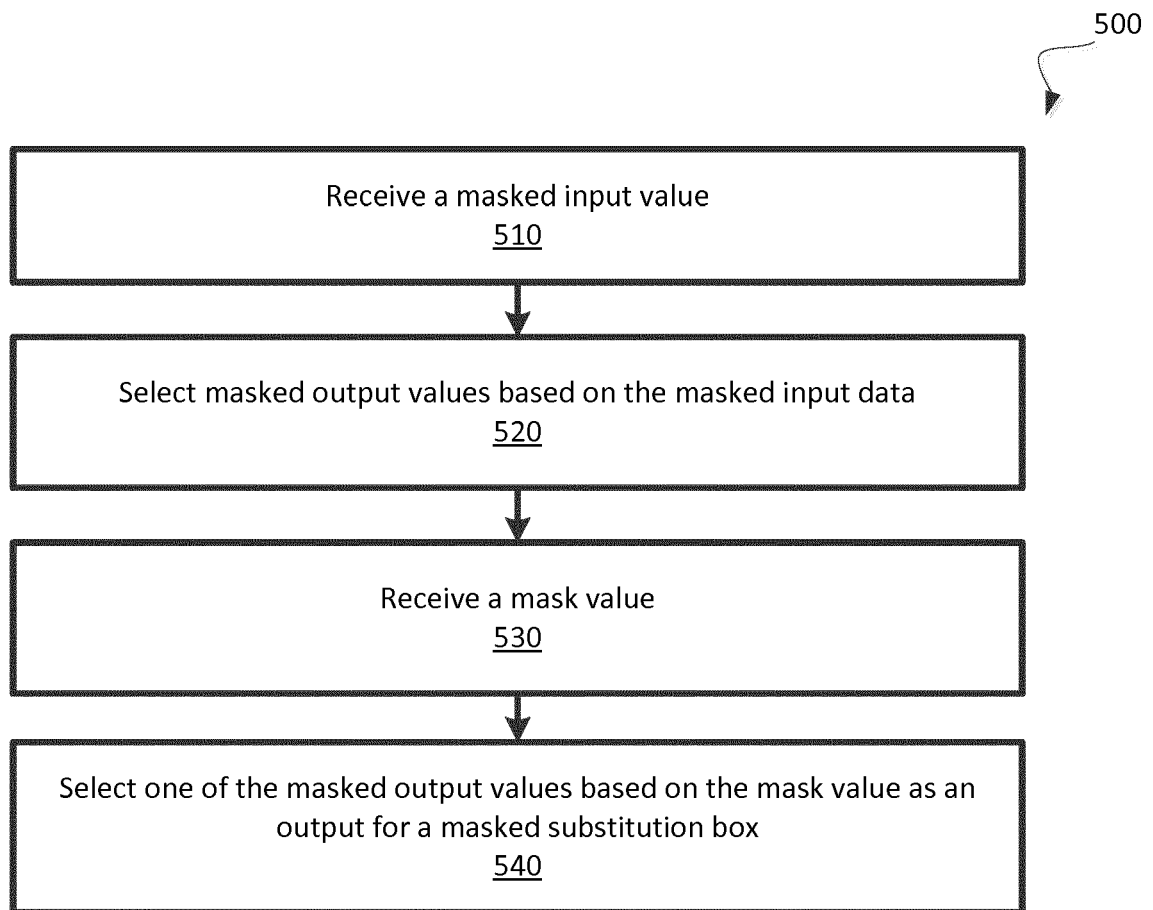 500
Receive a masked input value
510
Select masked output values based on the masked input data
520
Receive a mask value
530
Select one of the masked output values based on the mask value as an
output for a masked substitution box
540